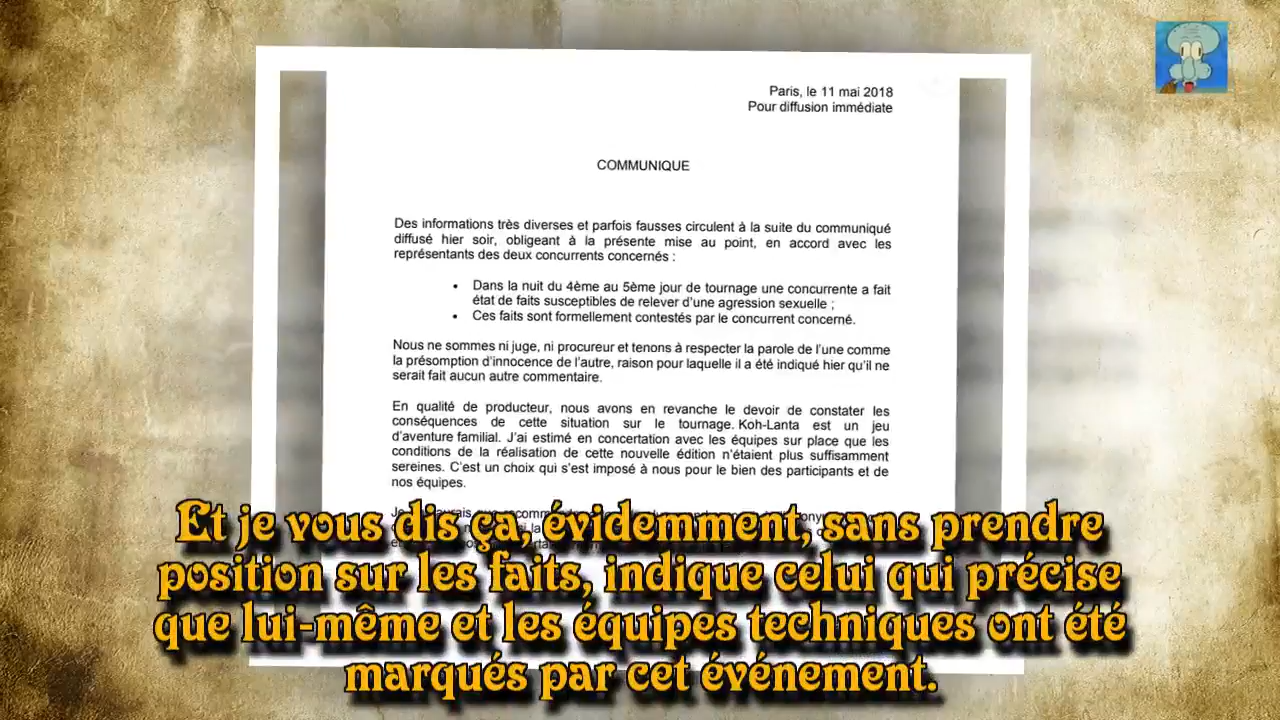 Paris, le 11 mai 2018
Pour diffusion immédiate
COMMUNIQUE
Des informations très diverses et parfois fausses circulent à la suite du communiqué
diffusé hier soir, obligeant à la présente mise au point, en accord avec les
représentants des deux concurrents concernés :
• Dans la nuit du 4ème au 5ème jour de tournage une concurrente a fait
état de faits susceptibles de relever d'une agression sexuelle ;
• Ces faits sont formellement contestés par le concurrent concerné.
Nous ne sommes ni juge, ni procureur et tenons à respecter la parole de l'une comme
la présomption d'innocence de l'autre, raison pour laquelle il a été indiqué hier qu'il ne
serait fait aucun autre commentaire.
En qualité de producteur, nous avons en revanche le devoir de constater les
conséquences de cette situation sur le tournage. Koh-Lanta est un jeu
d'aventure familial. J'ai estimé en concertation avec les équipes sur place que les
conditions de la réalisation de cette nouvelle édition n'étaient plus suffisamment
sereines. C'est un choix qui s'est imposé à nous pour le bien des participants et de
nos équipes.
Et je vous dis ça, évidemment, sans prendre
position sur les faits, indique celui qui précise
que lui-même et les équipes techniques ont été
marqués par cet événement.